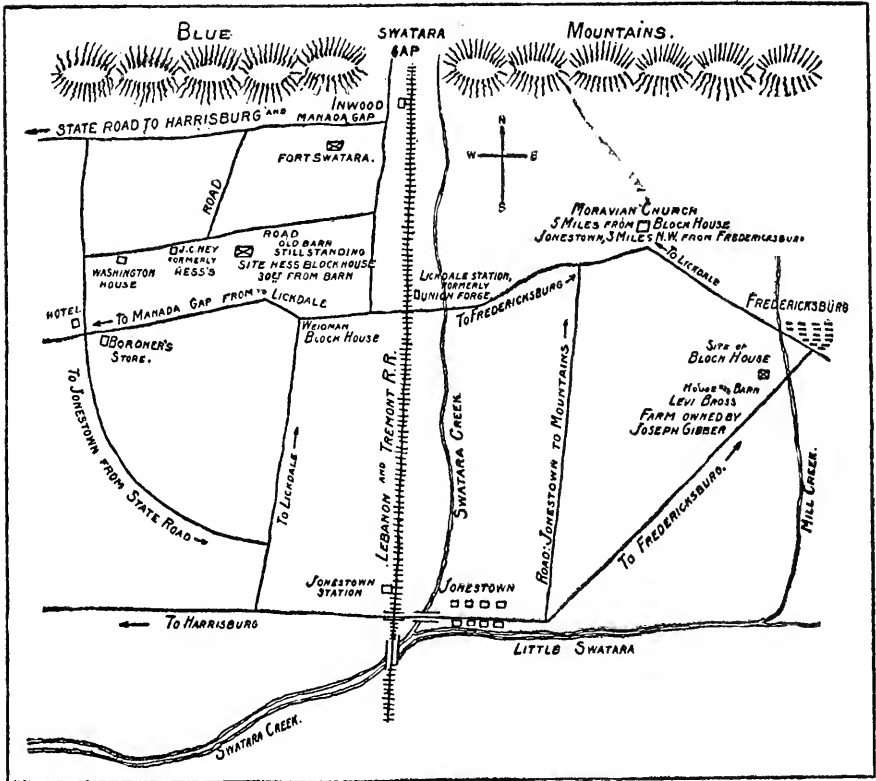 BLUE
SWATARA
GAP
MOUNTAINS.
INWOOD
STATE ROAD TO HARRISBURG AND MANADA GAP
FORT SWATARA.
N
W E
S
ROAD
MORAVIAN CHURCH
5 MILES FROM BLOCK HOUSE
JONESTOWN, 3 MILES N.W. FROM FREDERICKSBURG
TO LICKDALE
ROAD
OLD BARN
STILL STANDING
SITE HESS BLOCK HOUSE
30FT FROM BARN
J.C. NEY
FORMERLY
HESS'S
WASHINGTON
HOUSE
LICKDALE STATION,
FORMERLY
UNION FORGE.
TO FREDERICKSBURG
FREDERICKSBURG
HOTEL
TO MANADA GAP FROM TO LICKDALE
WEIDMAN
BLOCK HOUSE
BORDNER'S
STORE.
SITE OF
BLOCK HOUSE
HOUSE AND BARN
LEVI BROSS
FARM OWNED BY
JOSEPH GIBBER
TO JONESTOWN FROM STATE ROAD
TO LICKDALE
LEBANON AND TREMONT R.R.
SWATARA CREEK
ROAD: JONESTOWN TO MOUNTAINS
TO FREDERICKSBURG.
MILL CREEK.
JONESTOWN
STATION
JONESTOWN
TO HARRISBURG
LITTLE SWATARA
SWATARA CREEK.